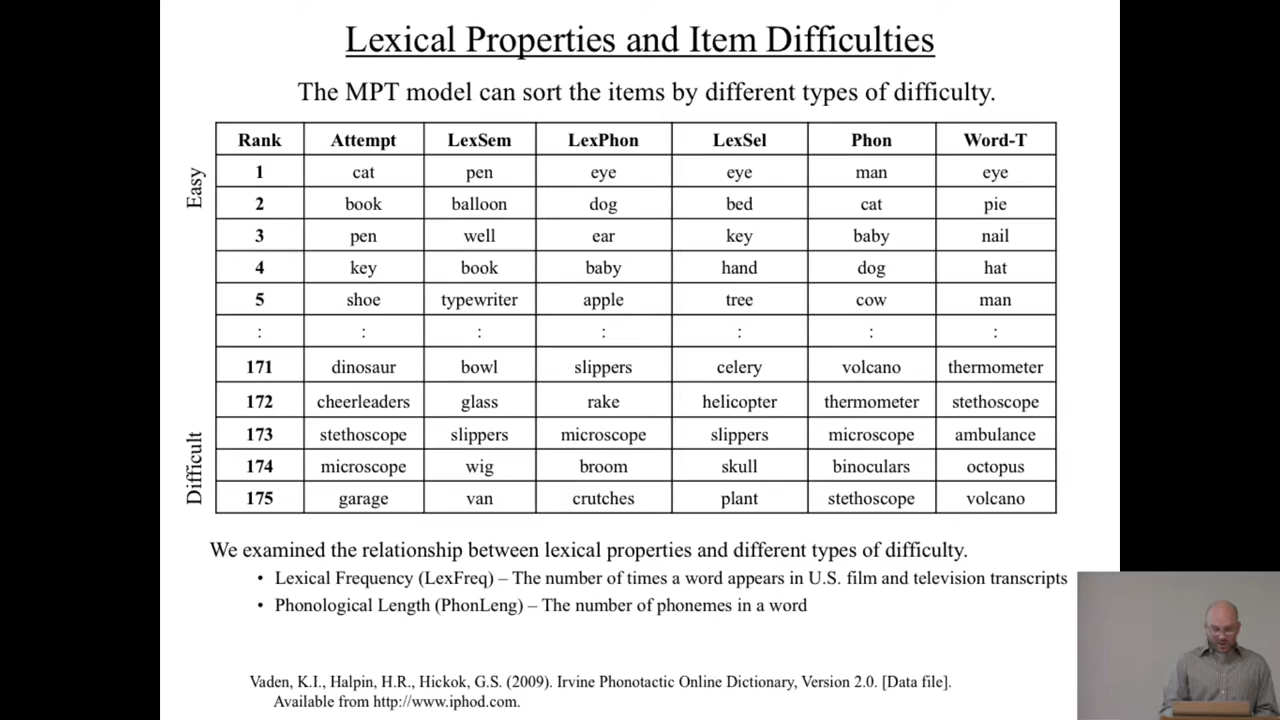 Lexical Properties and Item Difficulties
The MPT model can sort the items by different types of difficulty.
Rank Attempt LexSem LexPhon LexSel Phon Word-T
Easy
1 cat pen eye eye man eye
2 book balloon dog bed cat pie
3 pen well ear key baby nail
4 key book baby hand dog hat
5 shoe typewriter apple tree cow man
: : : : : : :
171 dinosaur bowl slippers celery volcano thermometer
172 cheerleaders glass rake helicopter thermometer stethoscope
Difficult
173 stethoscope slippers microscope slippers microscope ambulance
174 microscope wig broom skull binoculars octopus
175 garage van crutches plant stethoscope volcano
We examined the relationship between lexical properties and different types of difficulty.
• Lexical Frequency (LexFreq) – The number of times a word appears in U.S. film and television transcripts
• Phonological Length (PhonLeng) – The number of phonemes in a word
Vaden, K.I., Halpin, H.R., Hickok, G.S. (2009). Irvine Phonotactic Online Dictionary, Version 2.0. [Data file].
Available from http://www.iphod.com.